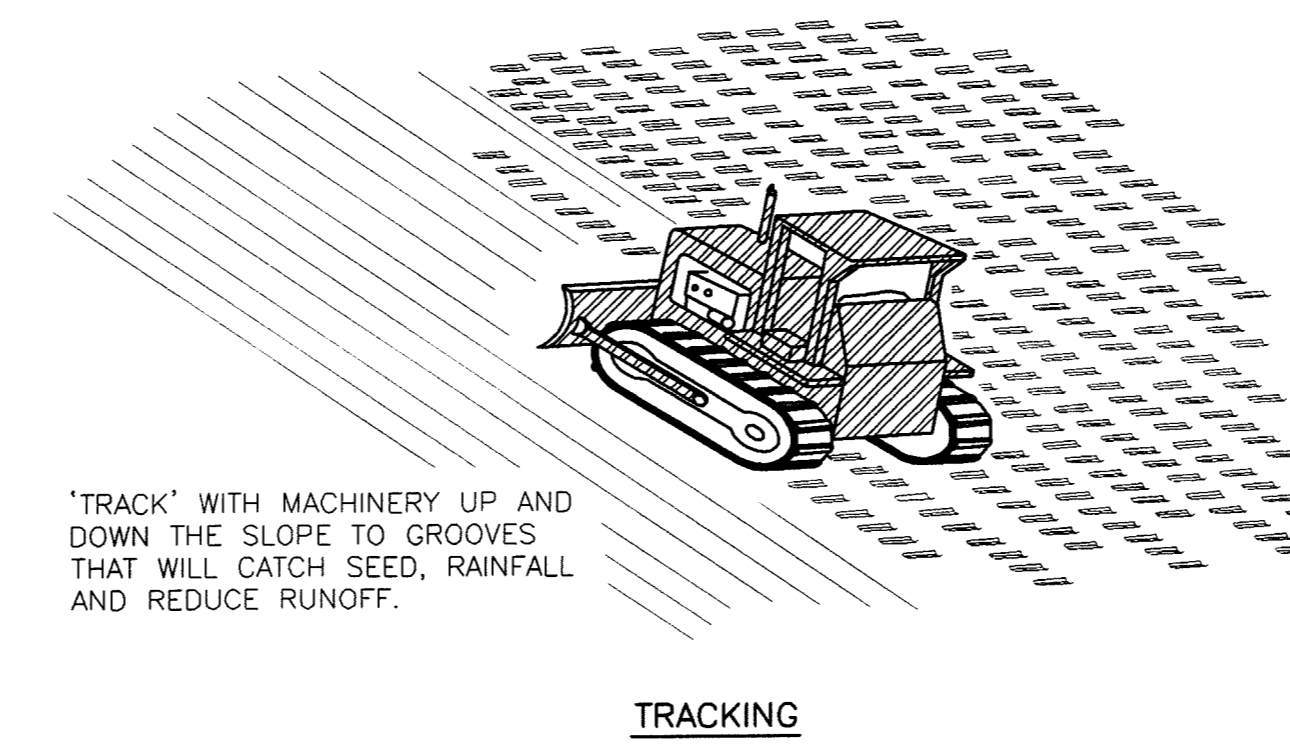 'TRACK' WITH MACHINERY UP AND
DOWN THE SLOPE TO GROOVES
THAT WILL CATCH SEED, RAINFALL
AND REDUCE RUNOFF.
TRACKING